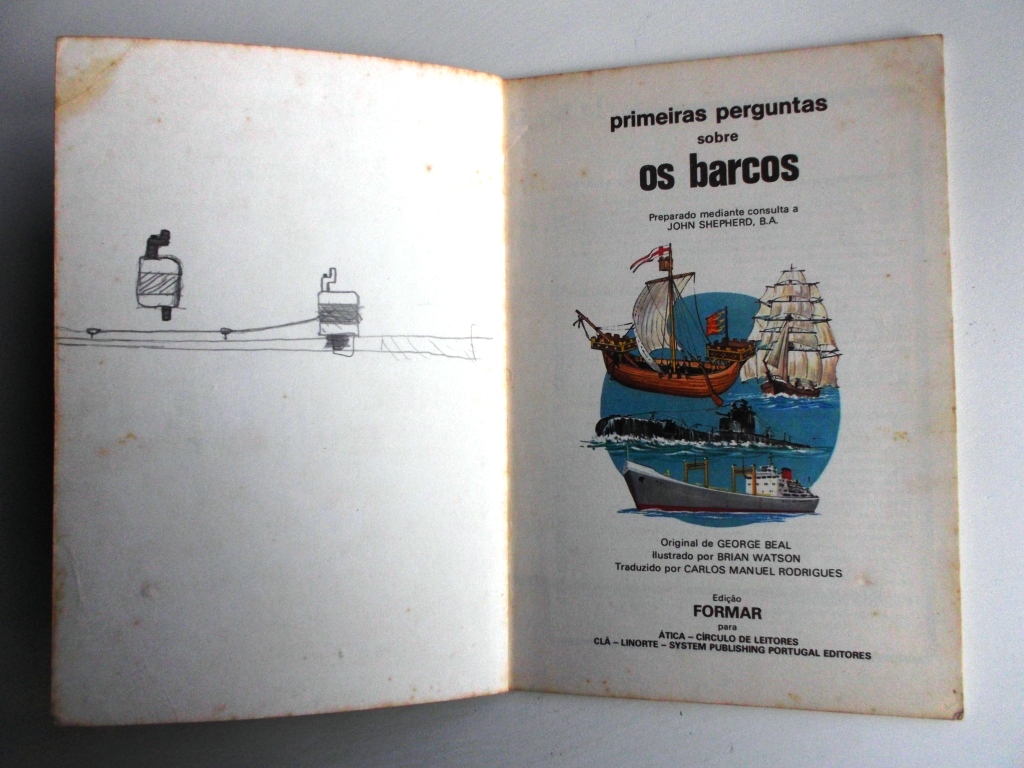 primeiras perguntas
sobre
os barcos
Preparado mediante consulta a
JOHN SHEPHERD, B.A.
Original de GEORGE BEAL
Ilustrado por BRIAN WATSON
Traduzido por CARLOS MANUEL RODRIGUES
Edição
FORMAR
para
ÁTICA – CÍRCULO DE LEITORES
CLÂ – LINORTE – SYSTEM PUBLISHING PORTUGAL EDITORES